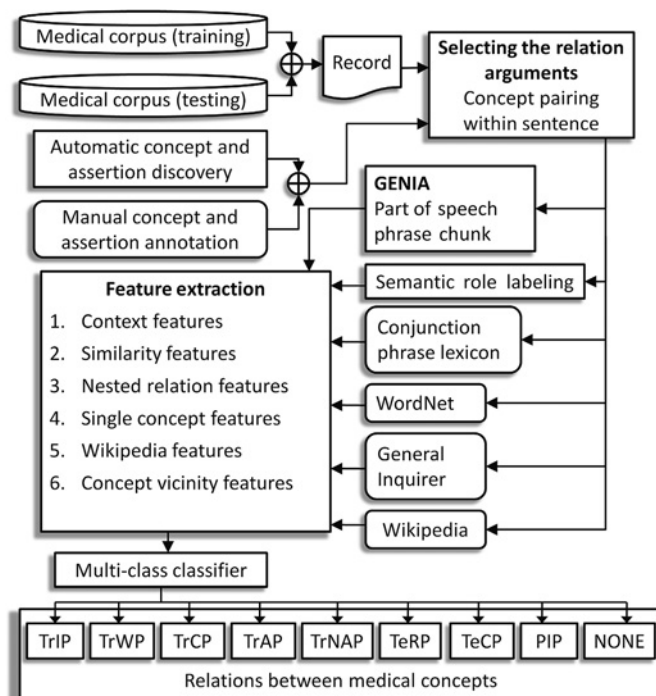 Medical corpus (training)
Medical corpus (testing)
Record
Selecting the relation
arguments
Concept pairing
within sentence
Automatic concept and
assertion discovery
Manual concept and
assertion annotation
GENIA
Part of speech
phrase chunk
Semantic role labeling
Conjunction
phrase lexicon
WordNet
General
Inquirer
Wikipedia
Feature extraction
1. Context features
2. Similarity features
3. Nested relation features
4. Single concept features
5. Wikipedia features
6. Concept vicinity features
Multi-class classifier
TrIP TrWP TrCP TrAP TrNAP TeRP TeCP PIP NONE
Relations between medical concepts